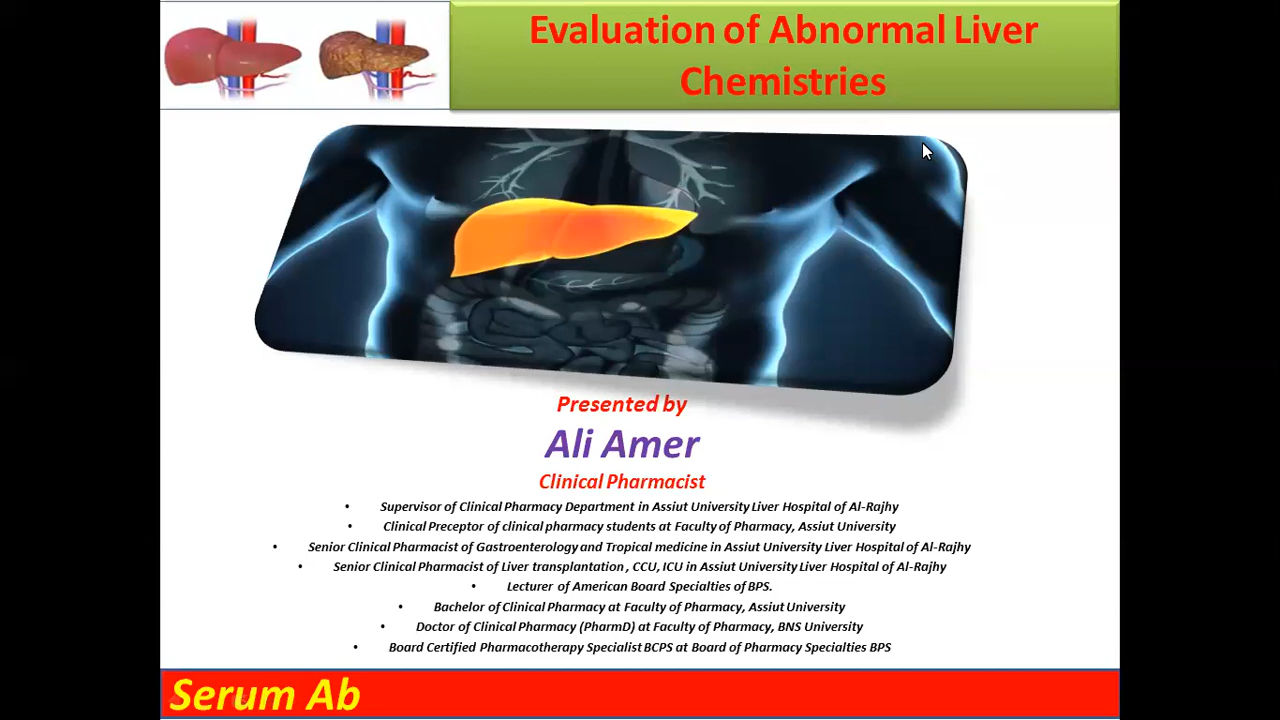 Evaluation of Abnormal Liver
Chemistries
Presented by
Ali Amer
Clinical Pharmacist
• Supervisor of Clinical Pharmacy Department in Assiut University Liver Hospital of Al-Rajhy
• Clinical Preceptor of clinical pharmacy students at Faculty of Pharmacy, Assiut University
• Senior Clinical Pharmacist of Gastroenterology and Tropical medicine in Assiut University Liver Hospital of Al-Rajhy
• Senior Clinical Pharmacist of Liver transplantation , CCU, ICU in Assiut University Liver Hospital of Al-Rajhy
• Lecturer of American Board Specialties of BPS.
• Bachelor of Clinical Pharmacy at Faculty of Pharmacy, Assiut University
• Doctor of Clinical Pharmacy (PharmD) at Faculty of Pharmacy, BNS University
• Board Certified Pharmacotherapy Specialist BCPS at Board of Pharmacy Specialties BPS
Serum Ab